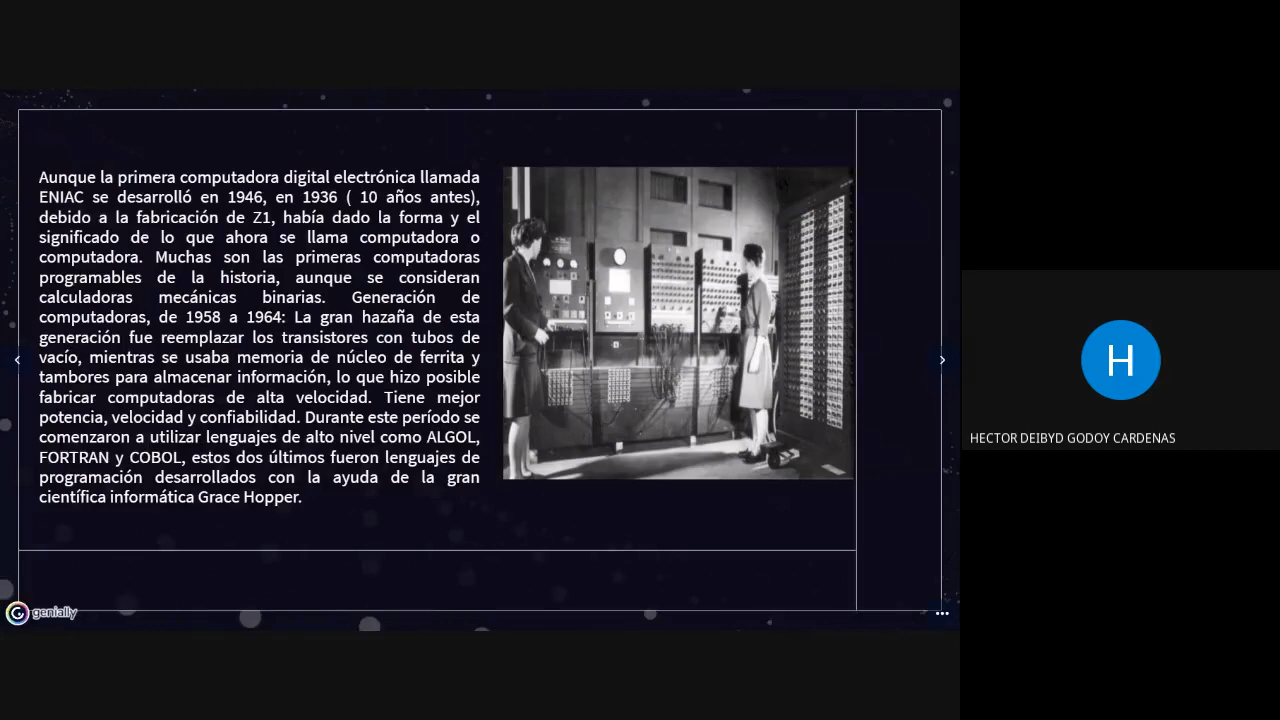 Aunque la primera computadora digital electrónica llamada
ENIAC se desarrolló en 1946, en 1936 ( 10 años antes),
debido a la fabricación de Z1, había dado la forma y el
significado de lo que ahora se llama computadora o
computadora. Muchas son las primeras computadoras
programables de la historia, aunque se consideran
calculadoras mecánicas binarias. Generación de
computadoras, de 1958 a 1964: La gran hazaña de esta
generación fue reemplazar los transistores con tubos de
vacío, mientras se usaba memoria de núcleo de ferrita y
tambores para almacenar información, lo que hizo posible
fabricar computadoras de alta velocidad. Tiene mejor
potencia, velocidad y confiabilidad. Durante este período se
comenzaron a utilizar lenguajes de alto nivel como ALGOL,
FORTRAN y COBOL, estos dos últimos fueron lenguajes de
programación desarrollados con la ayuda de la gran
científica informática Grace Hopper.
genially
H
HECTOR DEIBYD GODOY CARDENAS